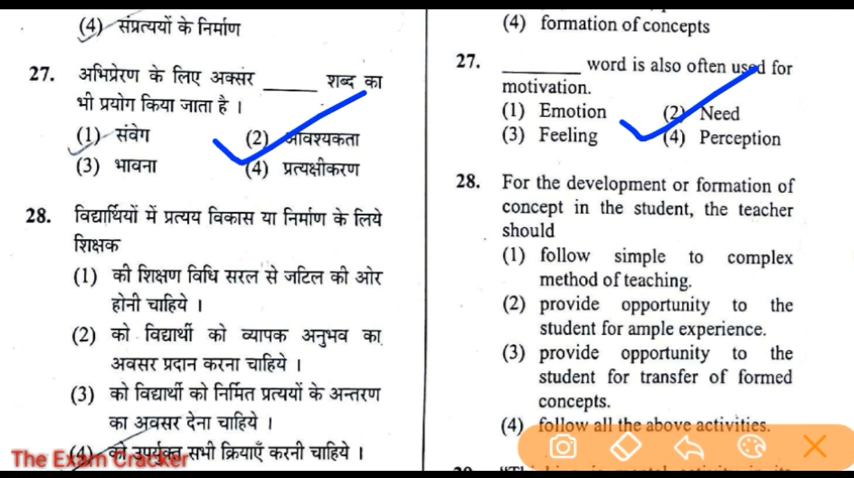 (4) संप्रत्ययों के निर्माण
27. अभिप्रेरण के लिए अक्सर ______ शब्द का
भी प्रयोग किया जाता है ।
(1) संवेग (2) आवश्यकता
(3) भावना (4) प्रत्यक्षीकरण
28. विद्यार्थियों में प्रत्यय विकास या निर्माण के लिये
शिक्षक
(1) की शिक्षण विधि सरल से जटिल की ओर
होनी चाहिये ।
(2) को विद्यार्थी को व्यापक अनुभव का
अवसर प्रदान करना चाहिये ।
(3) को विद्यार्थी को निर्मित प्रत्ययों के अन्तरण
का अवसर देना चाहिये ।
(4) को उपर्युक्त सभी क्रियाएँ करनी चाहिये ।
The Exam Cracker
(4) formation of concepts
27. ________ word is also often used for
motivation.
(1) Emotion (2) Need
(3) Feeling (4) Perception
28. For the development or formation of
concept in the student, the teacher
should
(1) follow simple to complex
method of teaching.
(2) provide opportunity to the
student for ample experience.
(3) provide opportunity to the
student for transfer of formed
concepts.
(4) follow all the above activities.